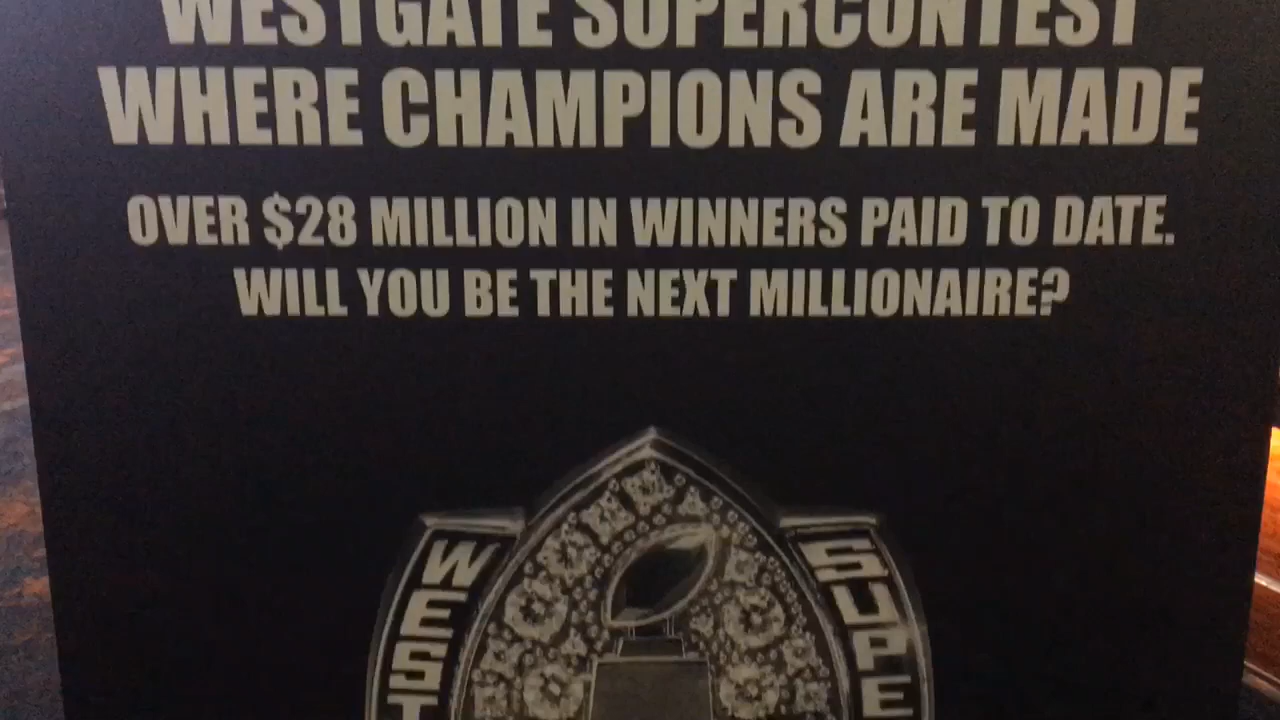 WESTGATE SUPERCONTEST
WHERE CHAMPIONS ARE MADE
OVER $28 MILLION IN WINNERS PAID TO DATE.
WILL YOU BE THE NEXT MILLIONAIRE?
WEST
SUPE